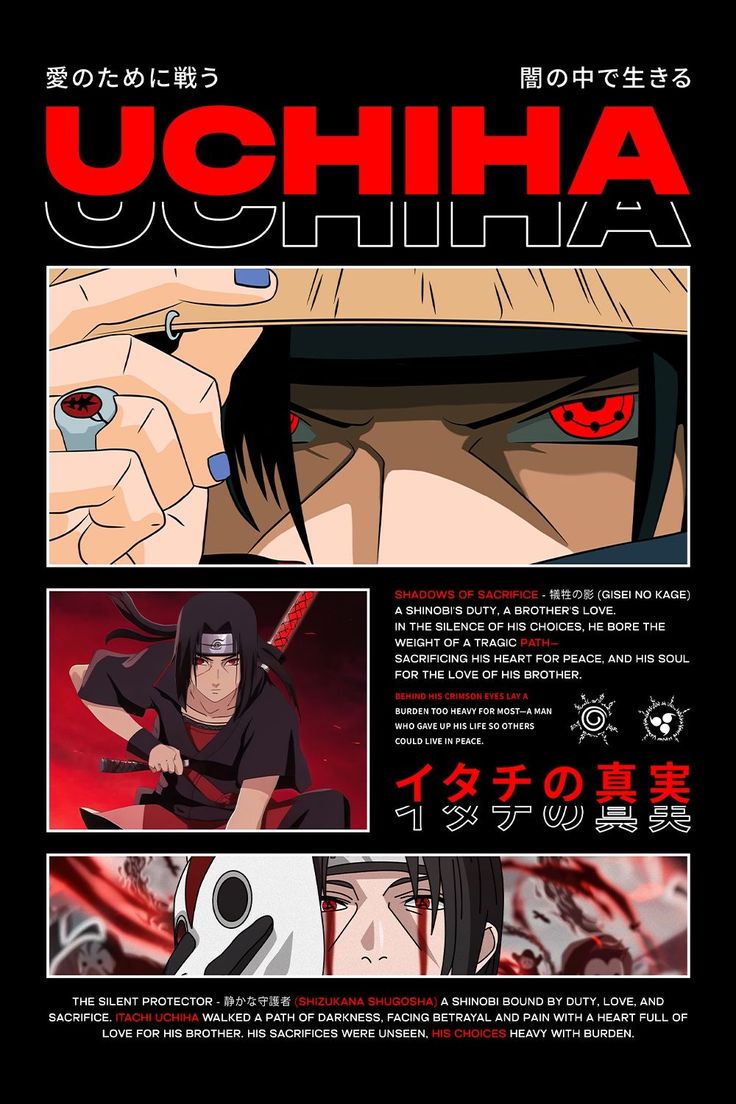 愛のために戦う
闇の中で生きる
UCHIHA
UCHIHA
SHADOWS OF SACRIFICE - 犠牲の影 (GISEI NO KAGE)
A SHINOBI'S DUTY, A BROTHER'S LOVE.
IN THE SILENCE OF HIS CHOICES, HE BORE THE
WEIGHT OF A TRAGIC PATH—
SACRIFICING HIS HEART FOR PEACE, AND HIS SOUL
FOR THE LOVE OF HIS BROTHER.
BEHIND HIS CRIMSON EYES LAY A
BURDEN TOO HEAVY FOR MOST—A MAN
WHO GAVE UP HIS LIFE SO OTHERS
COULD LIVE IN PEACE.
イタチの真実
イタチの真実
THE SILENT PROTECTOR - 静かな守護者 (SHIZUKANA SHUGOSHA) A SHINOBI BOUND BY DUTY, LOVE, AND
SACRIFICE. ITACHI UCHIHA WALKED A PATH OF DARKNESS, FACING BETRAYAL AND PAIN WITH A HEART FULL OF
LOVE FOR HIS BROTHER. HIS SACRIFICES WERE UNSEEN, HIS CHOICES HEAVY WITH BURDEN.